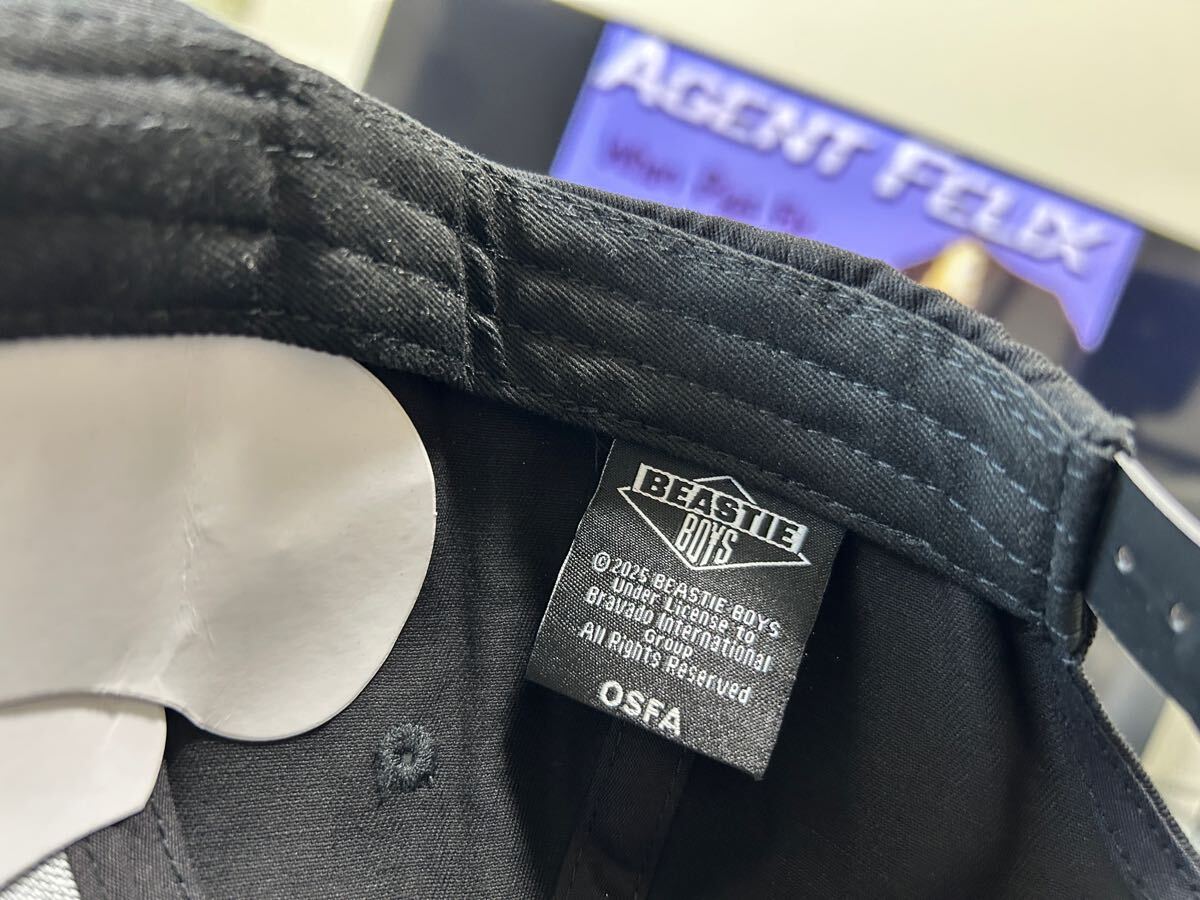 AGENT FELIX
BEASTIE
BOYS
©2025 BEASTIE BOYS
Under License to
Bravado International
Group
All Rights Reserved
OSFA